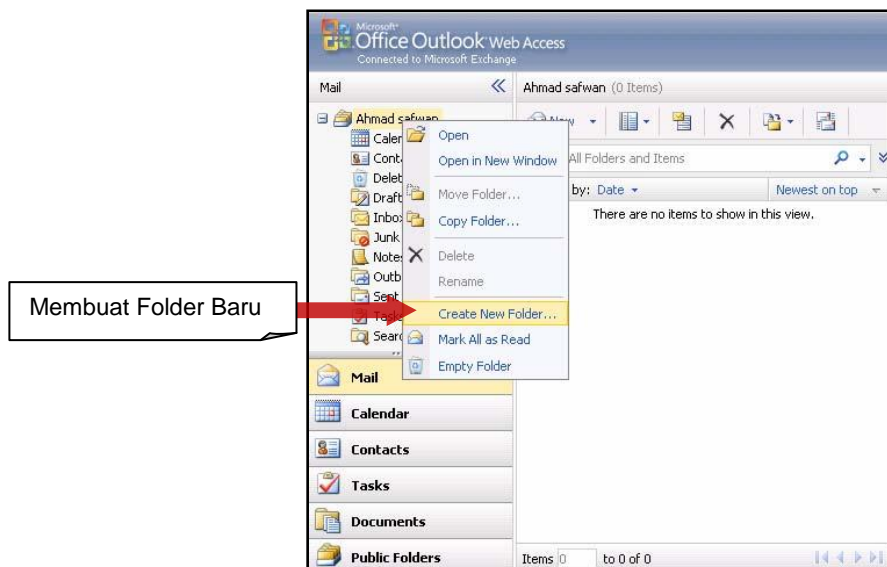 Microsoft®
Office Outlook Web Access
Connected to Microsoft Exchange
Mail
Ahmad safwan (0 Items)
Ahmad safwan
New
Open
Open in New Window
All Folders and Items
Move Folder...
by: Date
Newest on top
Copy Folder...
There are no items to show in this view.
Junk
Notes
Delete
Rename
Membuat Folder Baru
Create New Folder...
Mark All as Read
Empty Folder
Mail
Calendar
Contacts
Tasks
Documents
Public Folders
Items 0 to 0 of 0